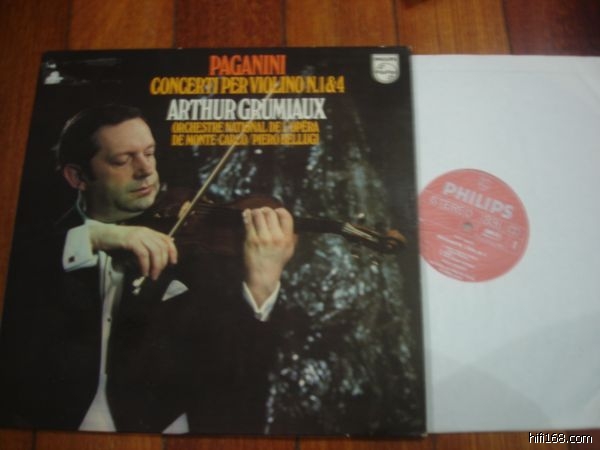 PAGANINI
CONCERTI PER VIOLINO N.1&4
ARTHUR GRUMIAUX
ORCHESTRE NATIONAL DE L'OPÉRA
DE MONTE-CARLO/PIERO BELLUGI
PHILIPS
PHILIPS
STEREO
hifi168.com